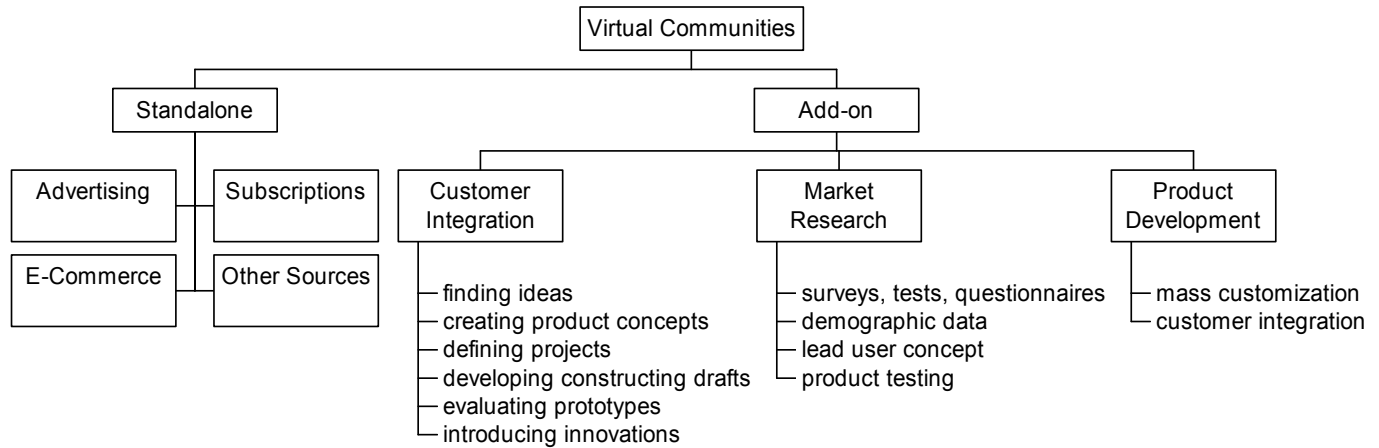 Virtual Communities
Standalone
Add-on
Advertising
Subscriptions
E-Commerce
Other Sources
Customer
Integration
finding ideas
creating product concepts
defining projects
developing constructing drafts
evaluating prototypes
introducing innovations
Market
Research
surveys, tests, questionnaires
demographic data
lead user concept
product testing
Product
Development
mass customization
customer integration